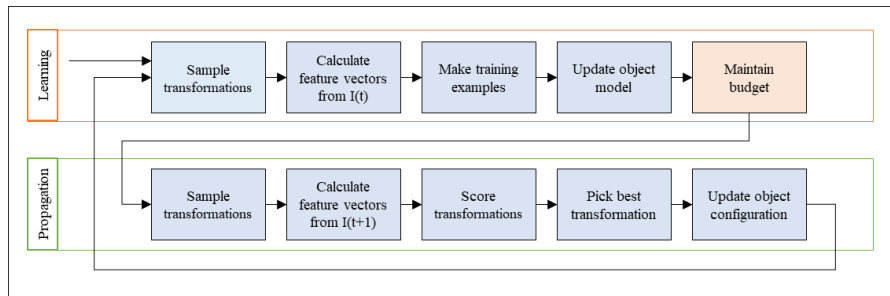 Learning
Sample
transformations
Calculate
feature vectors
from I(t)
Make training
examples
Update object
model
Maintain
budget
Propagation
Sample
transformations
Calculate
feature vectors
from I(t+1)
Score
transformations
Pick best
transformation
Update object
configuration